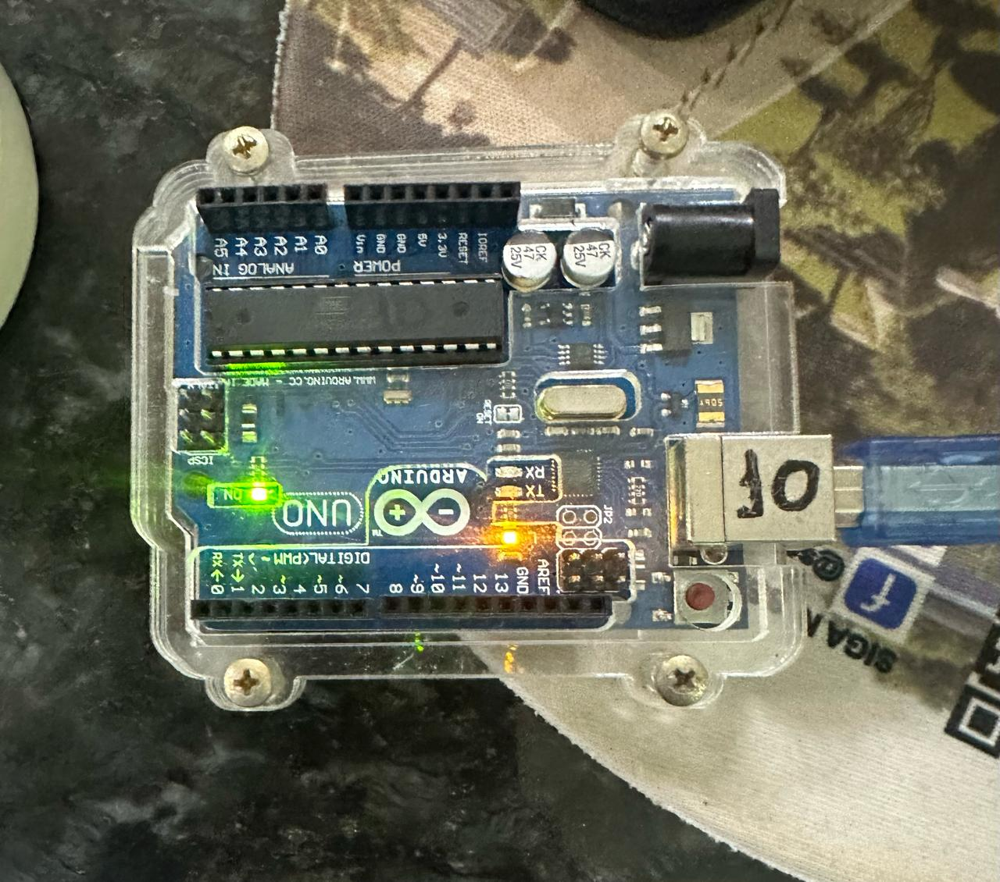 A5 A4 A3 A2 A1 A0
ANALOG IN
Vin GND GND 5V 3.3V RESET IOREF
POWER
CK
47
25V
CK
47
25V
WWW.ARDUINO.CC - MADE IN
RESET
ON
ICSP
ON
UNO
ARDUINO
TM
RX
TX
JP2
DIGITAL (PWM ~)
RX←0 TX→1 2 ~3 4 ~5 ~6 7 8 ~9 ~10 ~11 12 13 GND AREF
10
f
SIGA